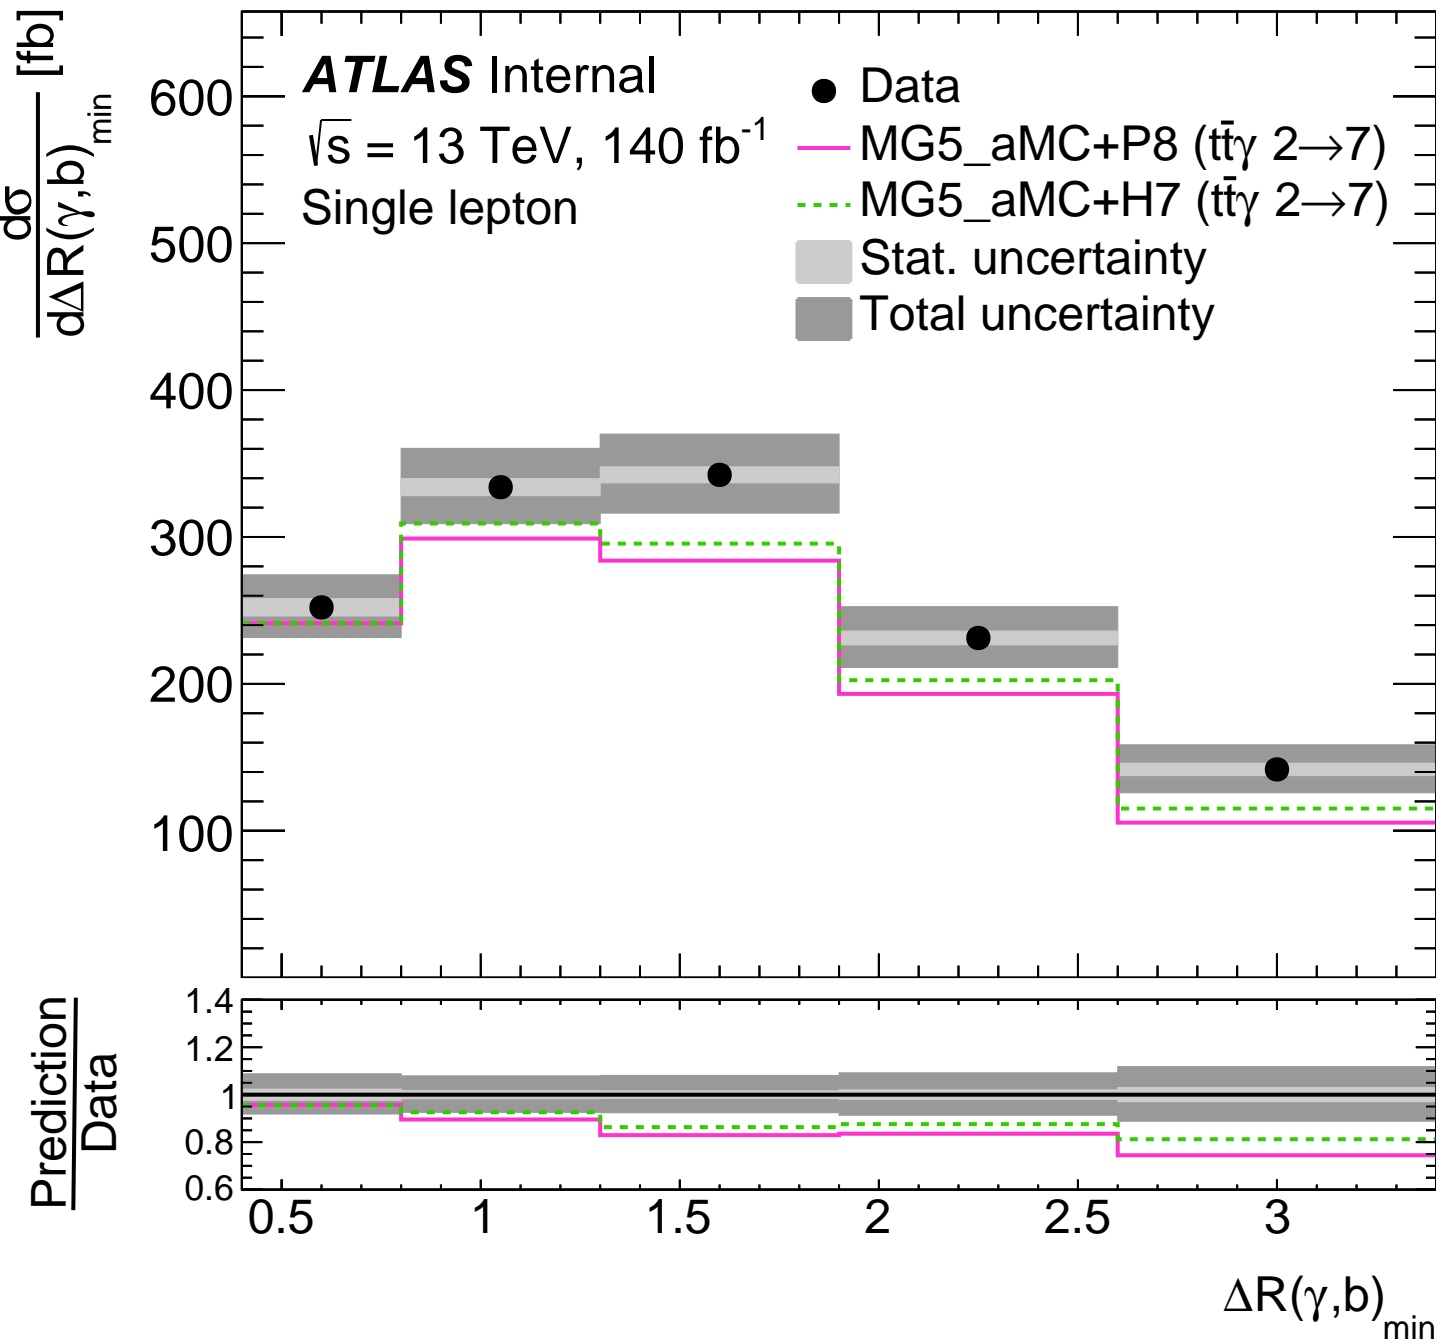 dσ
dΔR(γ,b)min [fb]
ATLAS Internal
√s = 13 TeV, 140 fb-1
Single lepton
Data
MG5_aMC+P8 (tt̄γ 2→7)
MG5_aMC+H7 (tt̄γ 2→7)
Stat. uncertainty
Total uncertainty
600
500
400
300
200
100
Prediction
Data
1.4
1.2
1
0.8
0.6
0.5 1 1.5 2 2.5 3
ΔR(γ,b)min